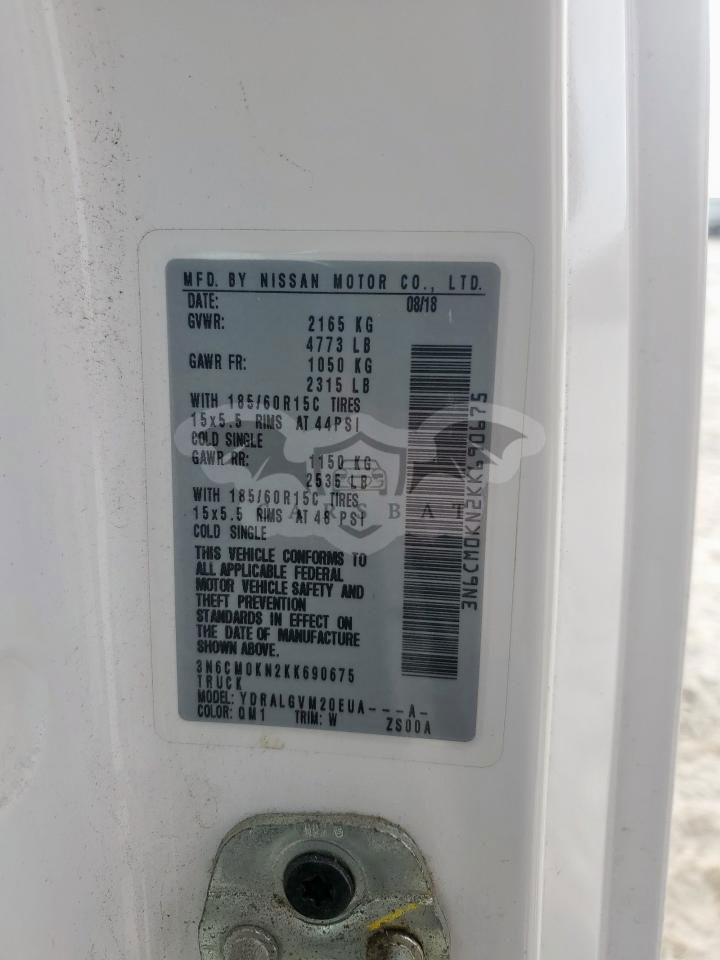 MFD. BY NISSAN MOTOR CO., LTD.
DATE: 08/18
GVWR: 2165 KG
4773 LB
GAWR FR: 1050 KG
2315 LB
WITH 185/60R15C TIRES
15x5.5 RIMS AT 44PSI
COLD SINGLE
GAWR RR: 1150 KG
2535 LB
WITH 185/60R15C TIRES
15x5.5 RIMS AT 48 PSI
COLD SINGLE
THIS VEHICLE CONFORMS TO
ALL APPLICABLE FEDERAL
MOTOR VEHICLE SAFETY AND
THEFT PREVENTION
STANDARDS IN EFFECT ON
THE DATE OF MANUFACTURE
SHOWN ABOVE.
3N6CM0KN2KK690675
TRUCK
MODEL: YDRALGVM20EUA---A-
COLOR: QM1 TRIM: W ZS00A
3N6CM0KN2KK690675
CARSBAT